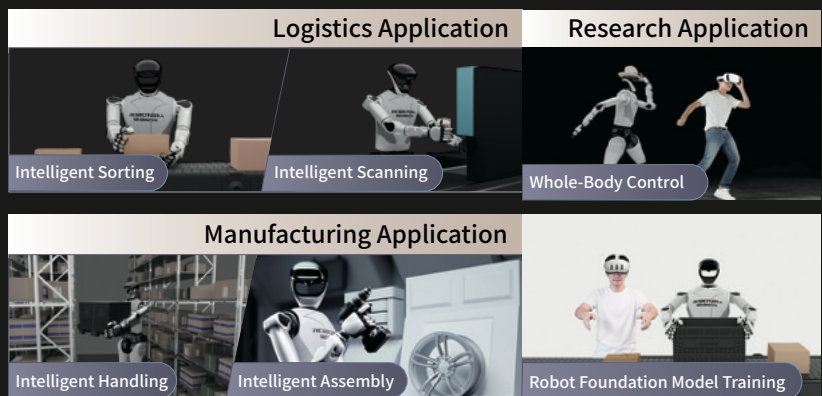 Logistics Application
Intelligent Sorting
Intelligent Scanning
Research Application
Whole-Body Control
Manufacturing Application
Intelligent Handling
Intelligent Assembly
Robot Foundation Model Training